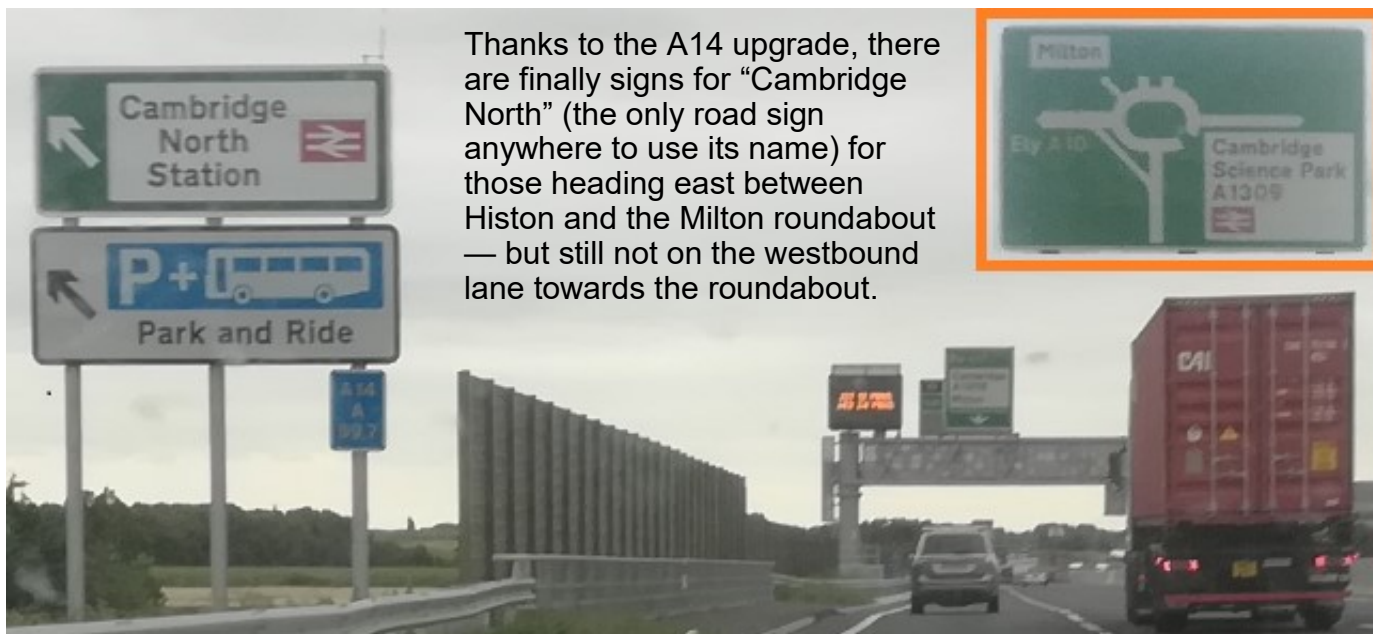 Cambridge
North
Station
P+
Park and Ride
A14
A
99.7
Thanks to the A14 upgrade, there
are finally signs for “Cambridge
North” (the only road sign
anywhere to use its name) for
those heading east between
Histon and the Milton roundabout
— but still not on the westbound
lane towards the roundabout.
Milton
Ely A10
Cambridge
Science Park
A1309
Cambridge
Milton
CAI